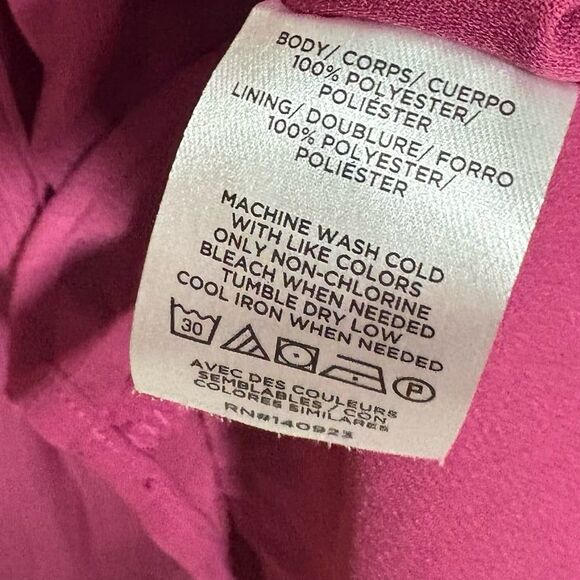 BODY/ CORPS/ CUERPO
100% POLYESTER/
POLIÉSTER
LINING/ DOUBLURE/ FORRO
100% POLYESTER/
POLIÉSTER
MACHINE WASH COLD
WITH LIKE COLORS
ONLY NON-CHLORINE
BLEACH WHEN NEEDED
TUMBLE DRY LOW
COOL IRON WHEN NEEDED
30 P
AVEC DES COULEURS
SEMBLABLES / CON
COLORES SIMILARES
RN#140923